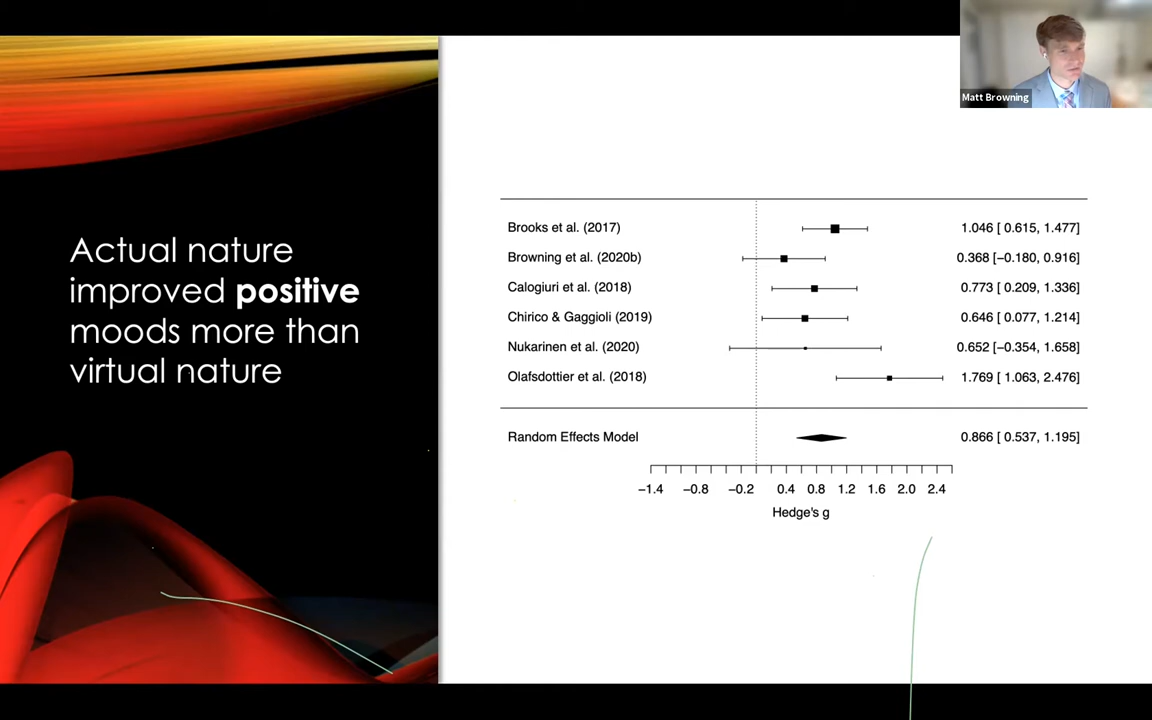 Matt Browning
Actual nature
improved positive
moods more than
virtual nature
Brooks et al. (2017) 1.046 [ 0.615, 1.477]
Browning et al. (2020b) 0.368 [−0.180, 0.916]
Calogiuri et al. (2018) 0.773 [ 0.209, 1.336]
Chirico & Gaggioli (2019) 0.646 [ 0.077, 1.214]
Nukarinen et al. (2020) 0.652 [−0.354, 1.658]
Olafsdottier et al. (2018) 1.769 [ 1.063, 2.476]
Random Effects Model 0.866 [ 0.537, 1.195]
−1.4 −0.8 −0.2 0.4 0.8 1.2 1.6 2.0 2.4
Hedge's g